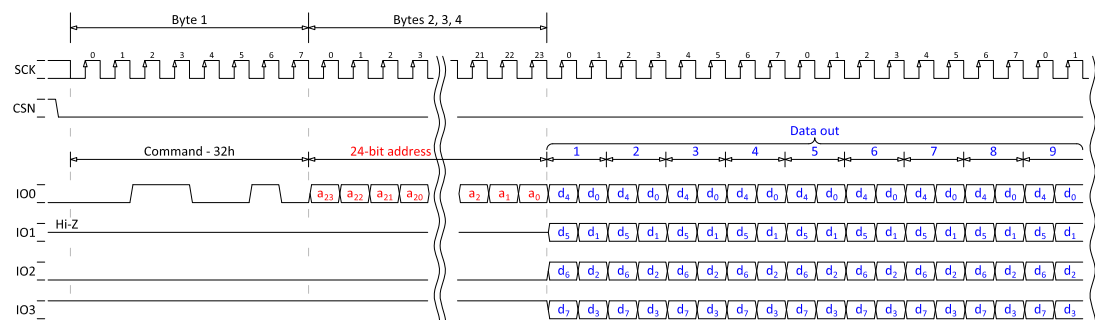 Byte 1 Bytes 2, 3, 4
0 1 2 3 4 5 6 7 0 1 2 3 21 22 23 0 1 2 3 4 5 6 7 0 1 2 3 4 5 6 7 0 1
SCK
CSN
Data out
Command - 32h 24-bit address 1 2 3 4 5 6 7 8 9
IO0 a₂₃ a₂₂ a₂₁ a₂₀ a₂ a₁ a₀ d₄ d₀ d₄ d₀ d₄ d₀ d₄ d₀ d₄ d₀ d₄ d₀ d₄ d₀ d₄ d₀ d₄ d₀
Hi-Z
IO1 d₅ d₁ d₅ d₁ d₅ d₁ d₅ d₁ d₅ d₁ d₅ d₁ d₅ d₁ d₅ d₁ d₅ d₁
IO2 d₆ d₂ d₆ d₂ d₆ d₂ d₆ d₂ d₆ d₂ d₆ d₂ d₆ d₂ d₆ d₂ d₆ d₂
IO3 d₇ d₃ d₇ d₃ d₇ d₃ d₇ d₃ d₇ d₃ d₇ d₃ d₇ d₃ d₇ d₃ d₇ d₃